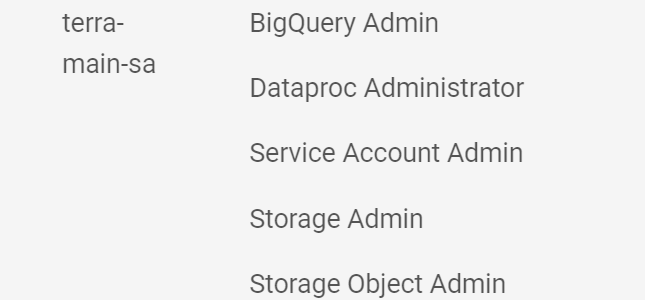 terra-
main-sa
BigQuery Admin
Dataproc Administrator
Service Account Admin
Storage Admin
Storage Object Admin